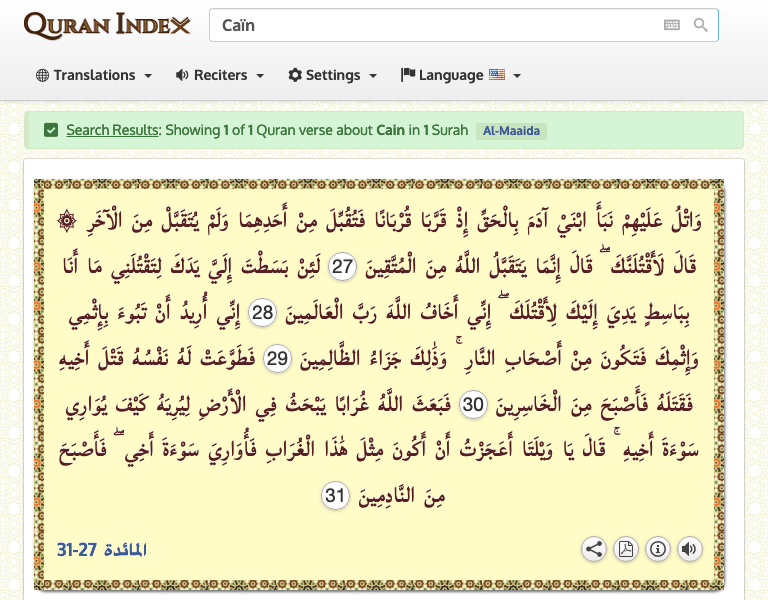 QURAN INDEX
Caïn
Translations
Reciters
Settings
Language
Search Results: Showing 1 of 1 Quran verse about Cain in 1 Surah Al-Maaida
وَاتْلُ عَلَيْهِمْ نَبَأَ ابْنَيْ آدَمَ بِالْحَقِّ إِذْ قَرَّبَا قُرْبَانًا فَتُقُبِّلَ مِنْ أَحَدِهِمَا وَلَمْ يُتَقَبَّلْ مِنَ الْآخَرِ ۞
قَالَ لَأَقْتُلَنَّكَ ۖ قَالَ إِنَّمَا يَتَقَبَّلُ اللَّهُ مِنَ الْمُتَّقِينَ 27 لَئِنْ بَسَطْتَ إِلَيَّ يَدَكَ لِتَقْتُلَنِي مَا أَنَا
بِبَاسِطٍ يَدِيَ إِلَيْكَ لِأَقْتُلَكَ ۖ إِنِّي أَخَافُ اللَّهَ رَبَّ الْعَالَمِينَ 28 إِنِّي أُرِيدُ أَنْ تَبُوءَ بِإِثْمِي
وَإِثْمِكَ فَتَكُونَ مِنْ أَصْحَابِ النَّارِ ۚ وَذَٰلِكَ جَزَاءُ الظَّالِمِينَ 29 فَطَوَّعَتْ لَهُ نَفْسُهُ قَتْلَ أَخِيهِ
فَقَتَلَهُ فَأَصْبَحَ مِنَ الْخَاسِرِينَ 30 فَبَعَثَ اللَّهُ غُرَابًا يَبْحَثُ فِي الْأَرْضِ لِيُرِيَهُ كَيْفَ يُوَارِي
سَوْءَةَ أَخِيهِ ۚ قَالَ يَا وَيْلَتَا أَعَجَزْتُ أَنْ أَكُونَ مِثْلَ هَٰذَا الْغُرَابِ فَأُوَارِيَ سَوْءَةَ أَخِي ۖ فَأَصْبَحَ
مِنَ النَّادِمِينَ 31
المائدة 27-31